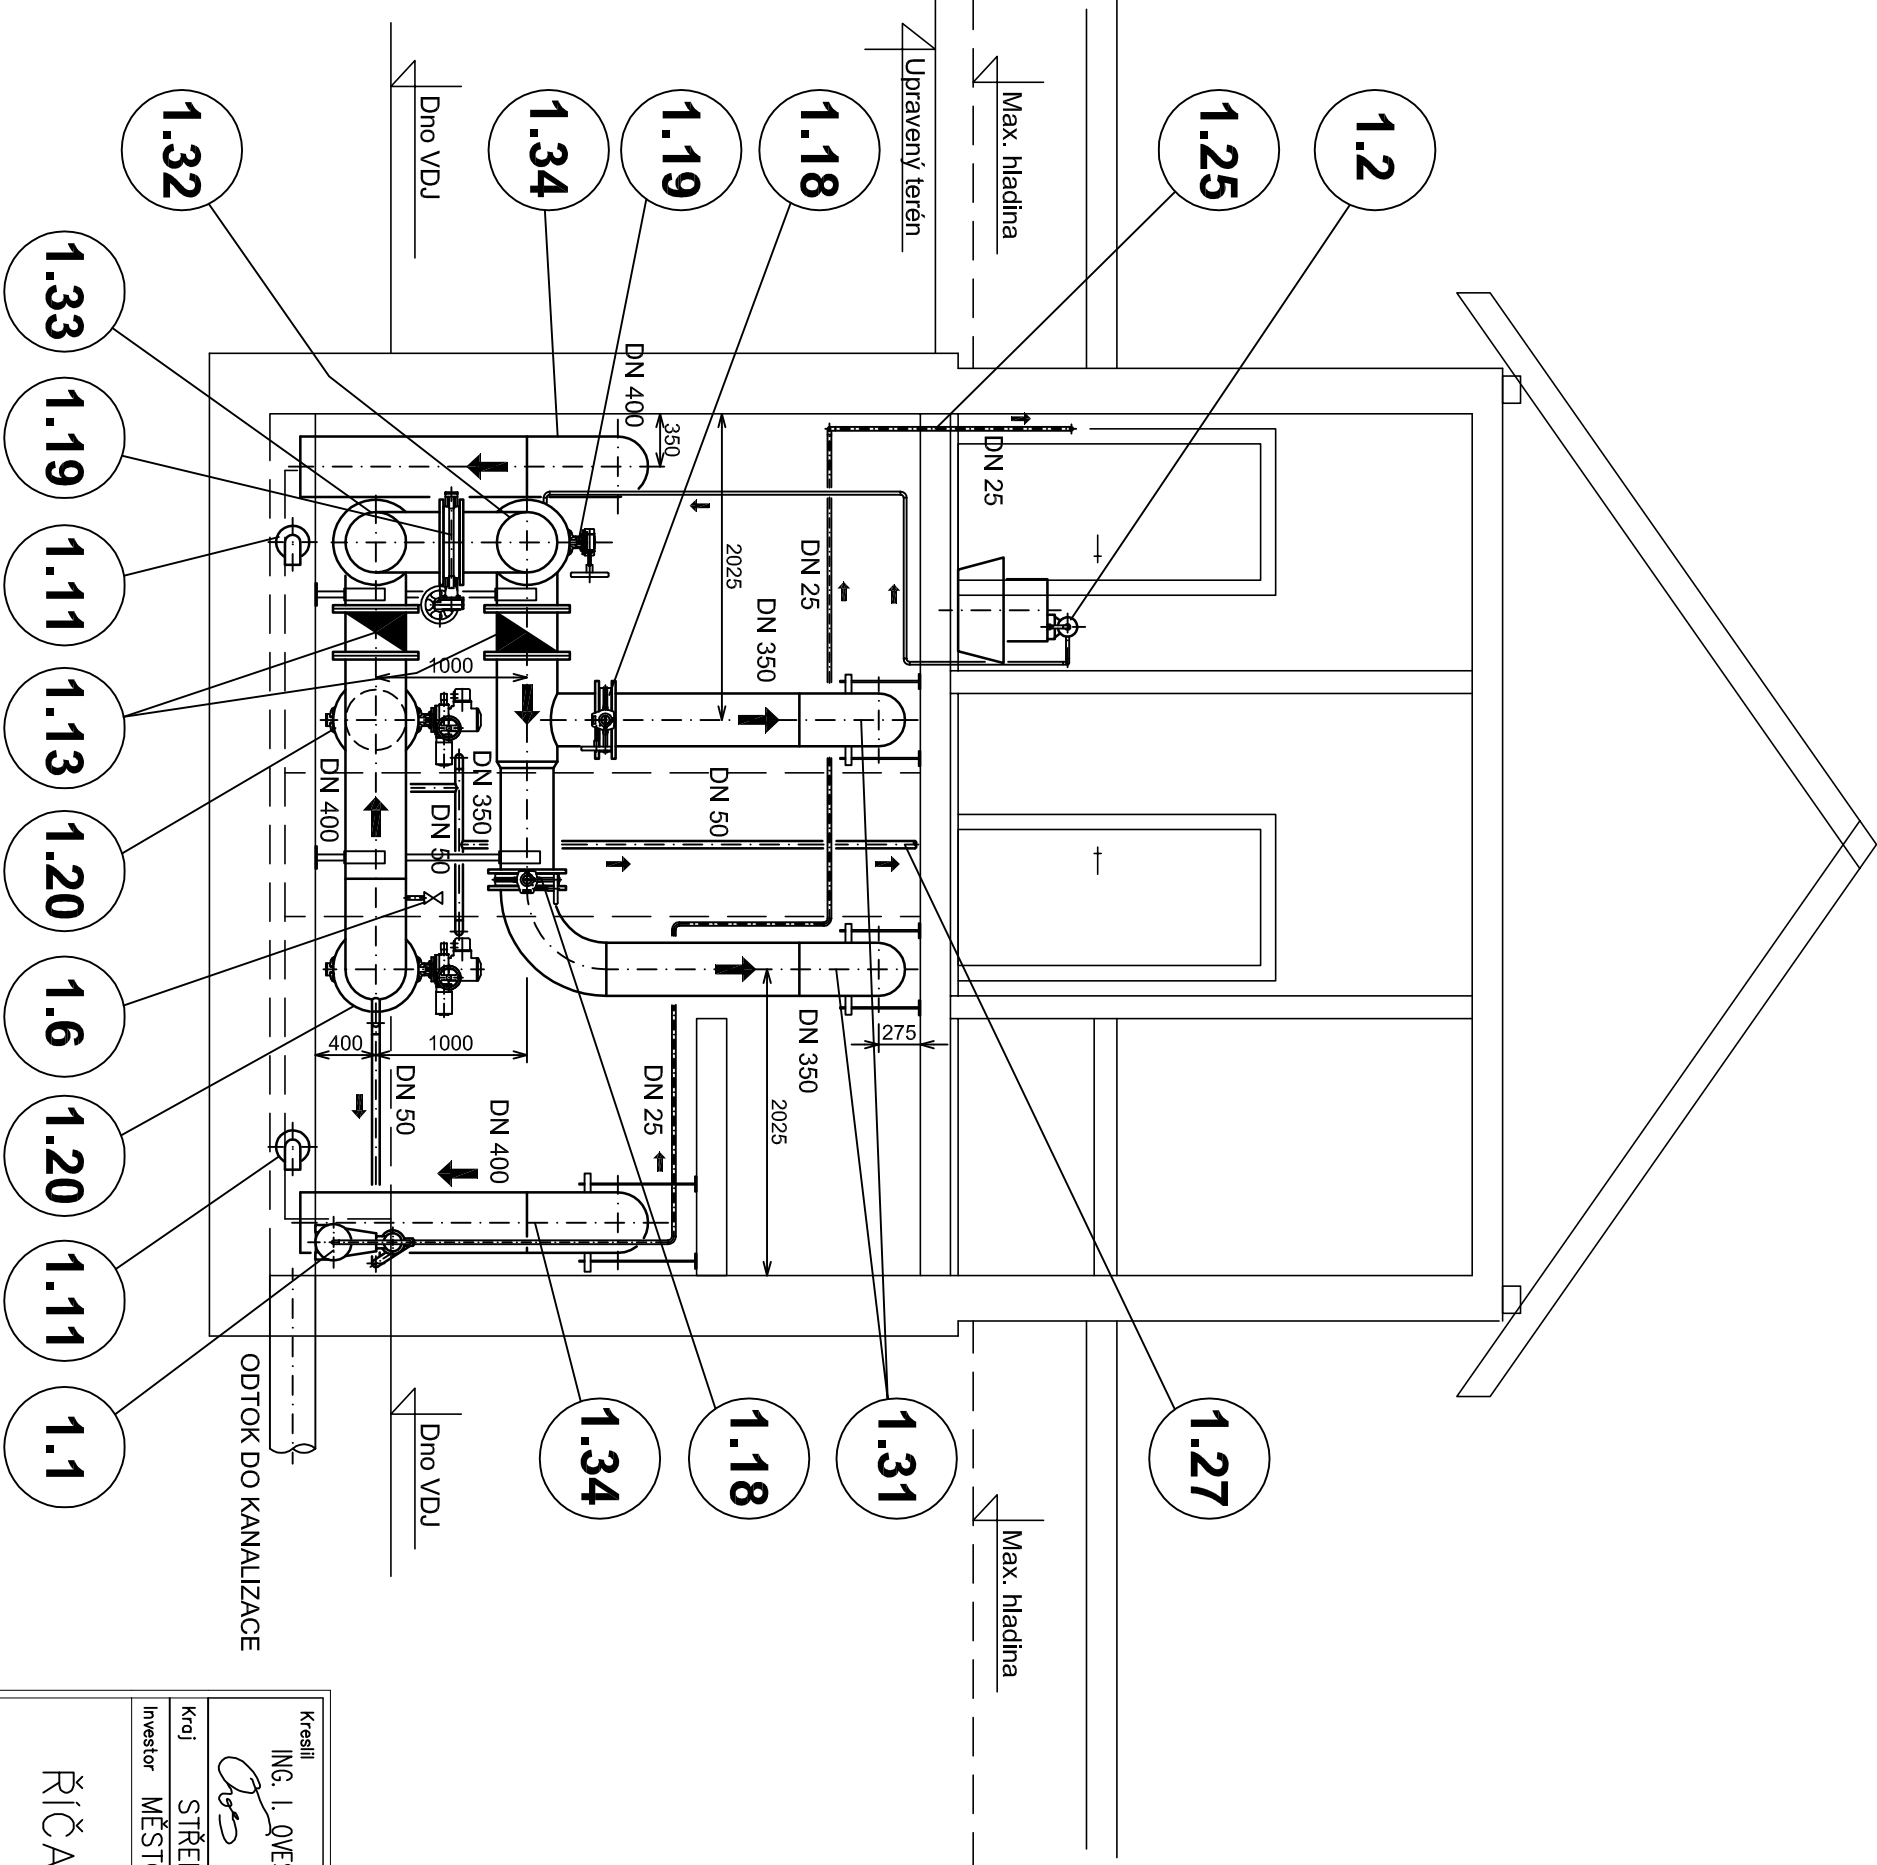 1.2
1.25
1.18
1.19
1.34
1.32
Max. hladina
Upravený terén
Dno VDJ
1.33
1.19
1.11
1.13
1.20
1.6
1.20
1.11
1.1
DN 400
350
DN 25
2025
DN 25
DN 350
1000
DN 50
DN 350
DN 50
DN 400
275
DN 350
2025
DN 25
1000
400
DN 50
DN 400
1.27
1.31
1.18
1.34
Max. hladina
Dno VDJ
ODTOK DO KANALIZACE
Kreslil
ING. I.
Kraj
Investor